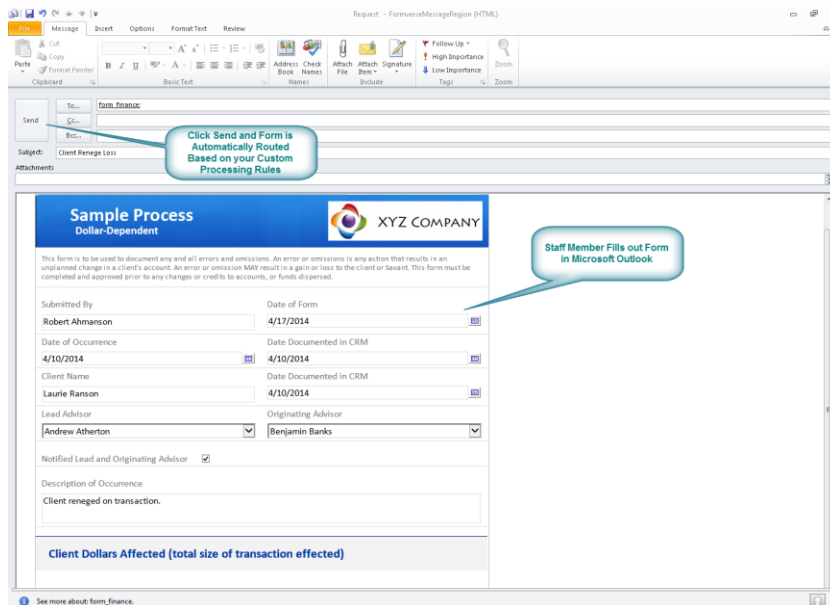 Request - FormverseMessageRegion (HTML)
File Message Insert Options Format Text Review
Cut
Copy
Format Painter
Paste
Clipboard
B I U
Basic Text
Address Book
Check Names
Names
Attach File
Attach Item
Signature
Include
Follow Up
High Importance
Low Importance
Tags
Zoom
Zoom
Send
To... form_finance;
Cc...
Bcc...
Subject: Client Renege Loss
Attachments
Click Send and Form is
Automatically Routed
Based on your Custom
Processing Rules
Sample Process
Dollar-Dependent
XYZ COMPANY
Staff Member Fills out Form
in Microsoft Outlook
This form is to be used to document any and all errors and omissions. An error or omissions is any action that results in an
unplanned change in a client's account. An error or omission MAY result in a gain or loss to the client or Savant. This form must be
completed and approved prior to any changes or credits to accounts, or funds dispersed.
Submitted By Date of Form
Robert Ahmanson 4/17/2014
Date of Occurrence Date Documented in CRM
4/10/2014 4/10/2014
Client Name Date Documented in CRM
Laurie Ranson 4/10/2014
Lead Advisor Originating Advisor
Andrew Atherton Benjamin Banks
Notified Lead and Originating Advisor
Description of Occurrence
Client reneged on transaction.
Client Dollars Affected (total size of transaction effected)
See more about: form_finance.